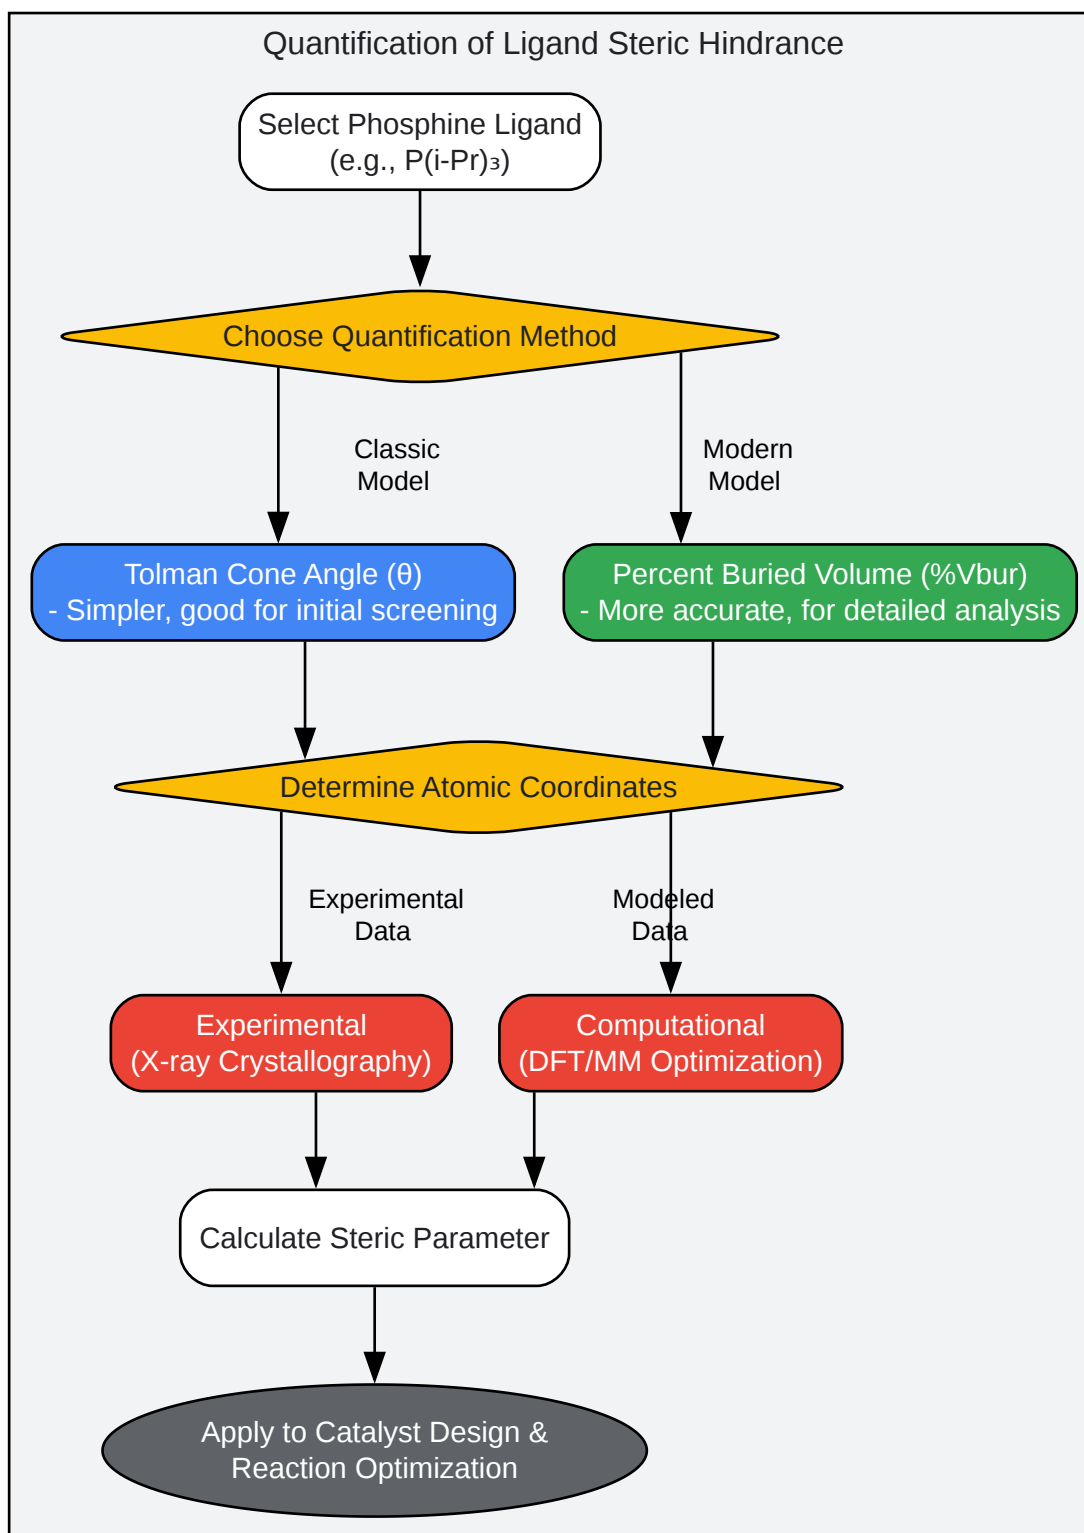 Quantification of Ligand Steric Hindrance
Select Phosphine Ligand
(e.g., P(i-Pr)₃)
Choose Quantification Method
Classic
Model
Modern
Model
Tolman Cone Angle (θ)
- Simpler, good for initial screening
Percent Buried Volume (%Vbur)
- More accurate, for detailed analysis
Determine Atomic Coordinates
Experimental
Data
Modeled
Data
Experimental
(X-ray Crystallography)
Computational
(DFT/MM Optimization)
Calculate Steric Parameter
Apply to Catalyst Design &
Reaction Optimization